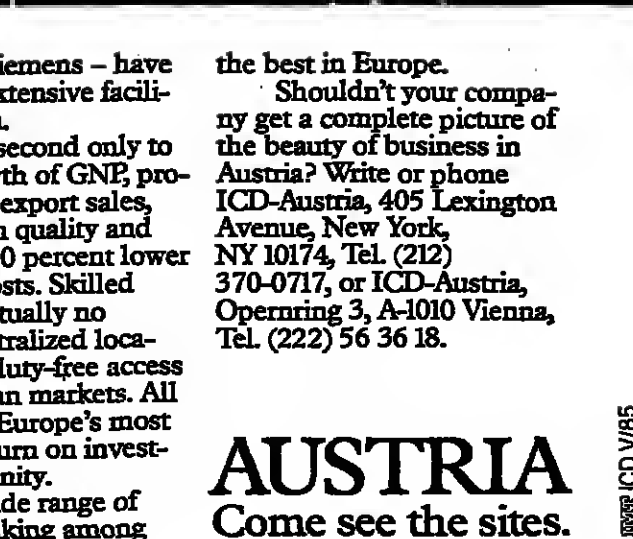 iemens – have
xtensive facili-
second only to
th of GNP, pro-
export sales,
quality and
0 percent lower
sts. Skilled
tually no
tralized loca-
luty-free access
an markets. All
Europe's most
urn on invest-
nity.
de range of
king among
the best in Europe.
Shouldn't your compa-
ny get a complete picture of
the beauty of business in
Austria? Write or phone
ICD-Austria, 405 Lexington
Avenue, New York,
NY 10174, Tel. (212)
370-0717, or ICD-Austria,
Opernring 3, A-1010 Vienna,
Tel. (222) 56 36 18.
AUSTRIA
Come see the sites.
ICD V/85